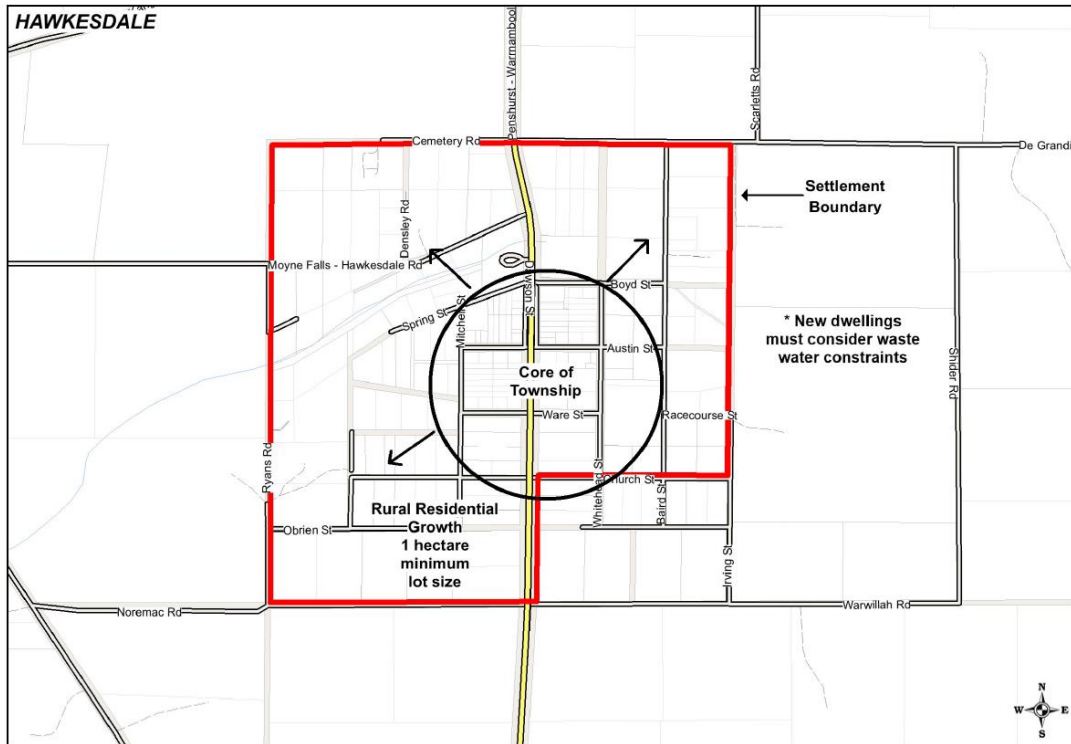 HAWKESDALE
Penshurst - Warrnambool
Scarletts Rd
Cemetery Rd
De Grandi
Densley Rd
Settlement
Boundary
Moyne Falls - Hawkesdale Rd
Dawson St
Boyd St
Spring St
Mitchell St
* New dwellings
must consider waste
water constraints
Austin St
Shider Rd
Core of
Township
Ware St
Racecourse St
Ryans Rd
Whitehead St
Church St
Baird St
Rural Residential
Growth
1 hectare
minimum
lot size
Obrien St
Irving St
Noremac Rd
Warwillah Rd
N
W
E
S